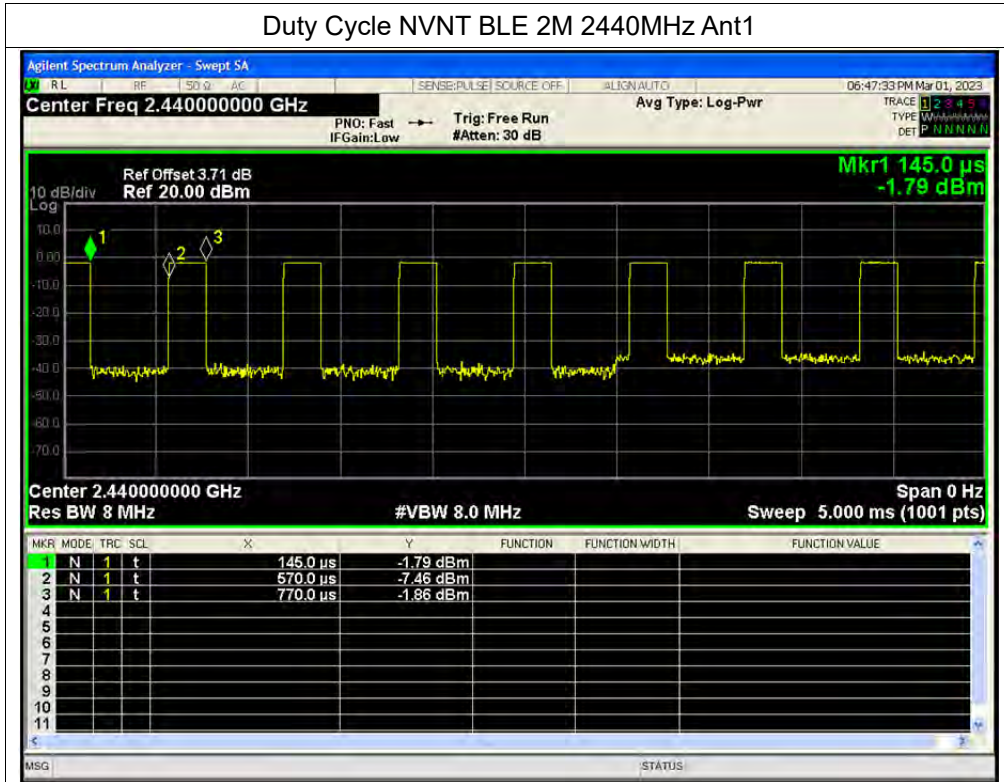 Duty Cycle NVNT BLE 2M 2440MHz Ant1
Agilent Spectrum Analyzer - Swept SA
RL RF 50 Ω AC SENSE:PULSE SOURCE OFF ALIGN AUTO 06:47:33 PM Mar 01, 2023
Center Freq 2.440000000 GHz Avg Type: Log-Pwr TRACE 1 2 3 4 5 6
PNO: Fast Trig: Free Run TYPE
IFGain:Low #Atten: 30 dB DET P N N N N N
Mkr1 145.0 µs
Ref Offset 3.71 dB
10 dB/div Ref 20.00 dBm -1.79 dBm
Log
10.0
1 2 3
0.00
-10.0
-20.0
-30.0
-40.0
-50.0
-60.0
-70.0
Center 2.440000000 GHz Span 0 Hz
Res BW 8 MHz #VBW 8.0 MHz Sweep 5.000 ms (1001 pts)
MKR MODE TRC SCL X Y FUNCTION FUNCTION WIDTH FUNCTION VALUE
1 N 1 t 145.0 µs -1.79 dBm
2 N 1 t 570.0 µs -7.46 dBm
3 N 1 t 770.0 µs -1.86 dBm
4
5
6
7
8
9
10
11
MSG STATUS